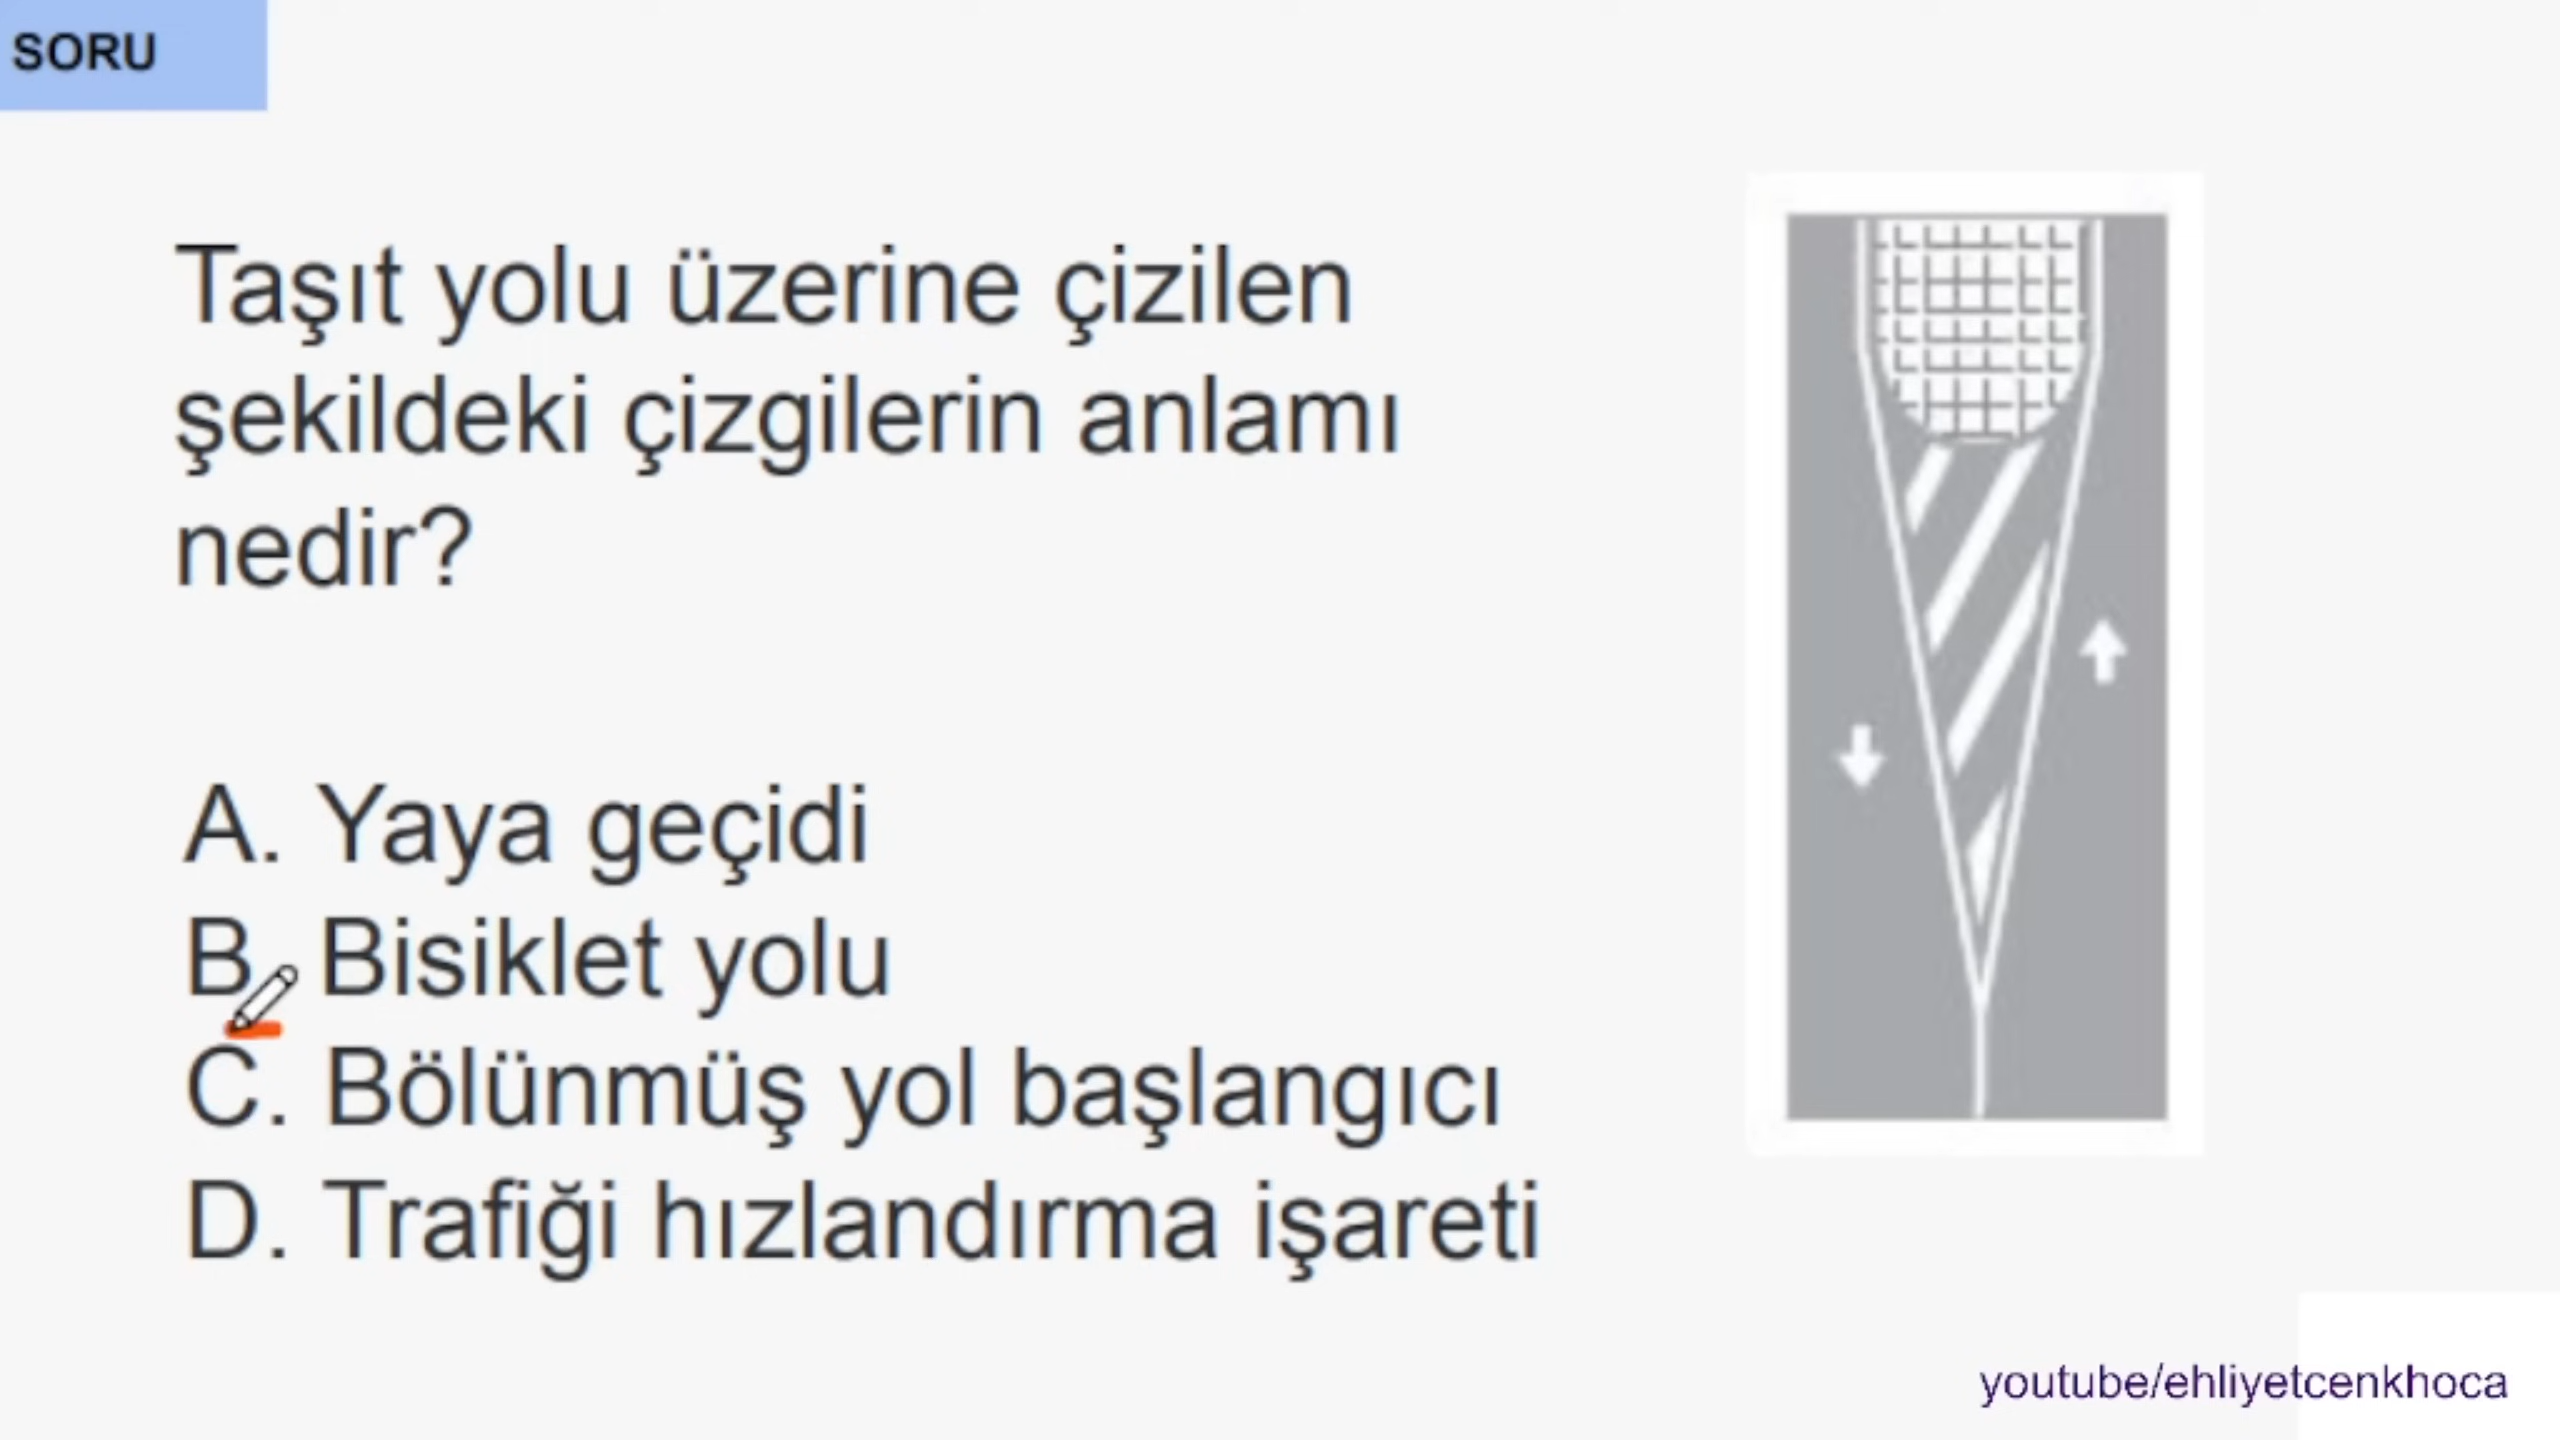 SORU
Taşıt yolu üzerine çizilen
şekildeki çizgilerin anlamı
nedir?
A. Yaya geçidi
B. Bisiklet yolu
C. Bölünmüş yol başlangıcı
D. Trafiği hızlandırma işareti
youtube/ehliyetcenkhoca